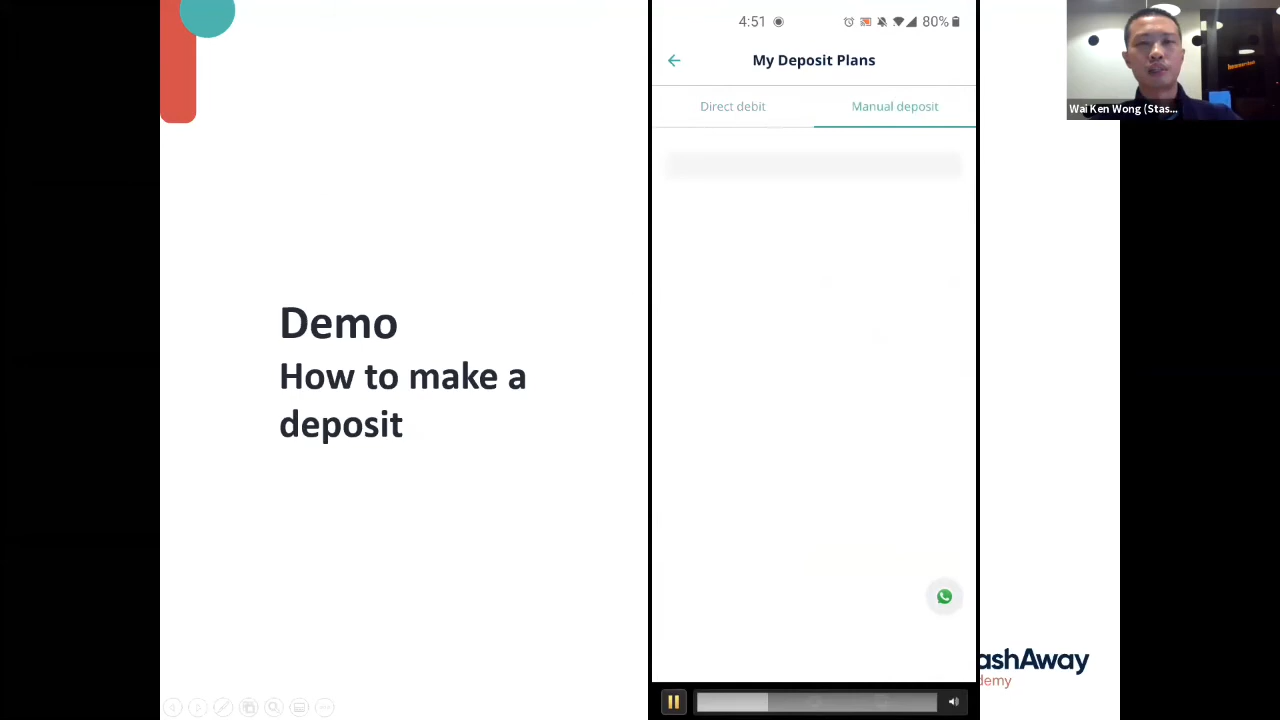 Demo
How to make a
deposit
4:51
80%
My Deposit Plans
Direct debit
Manual deposit
Wai Ken Wong (Stas...
ashAway
demy